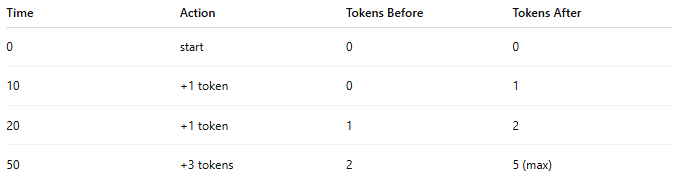 Time Action Tokens Before Tokens After
0 start 0 0
10 +1 token 0 1
20 +1 token 1 2
50 +3 tokens 2 5 (max)